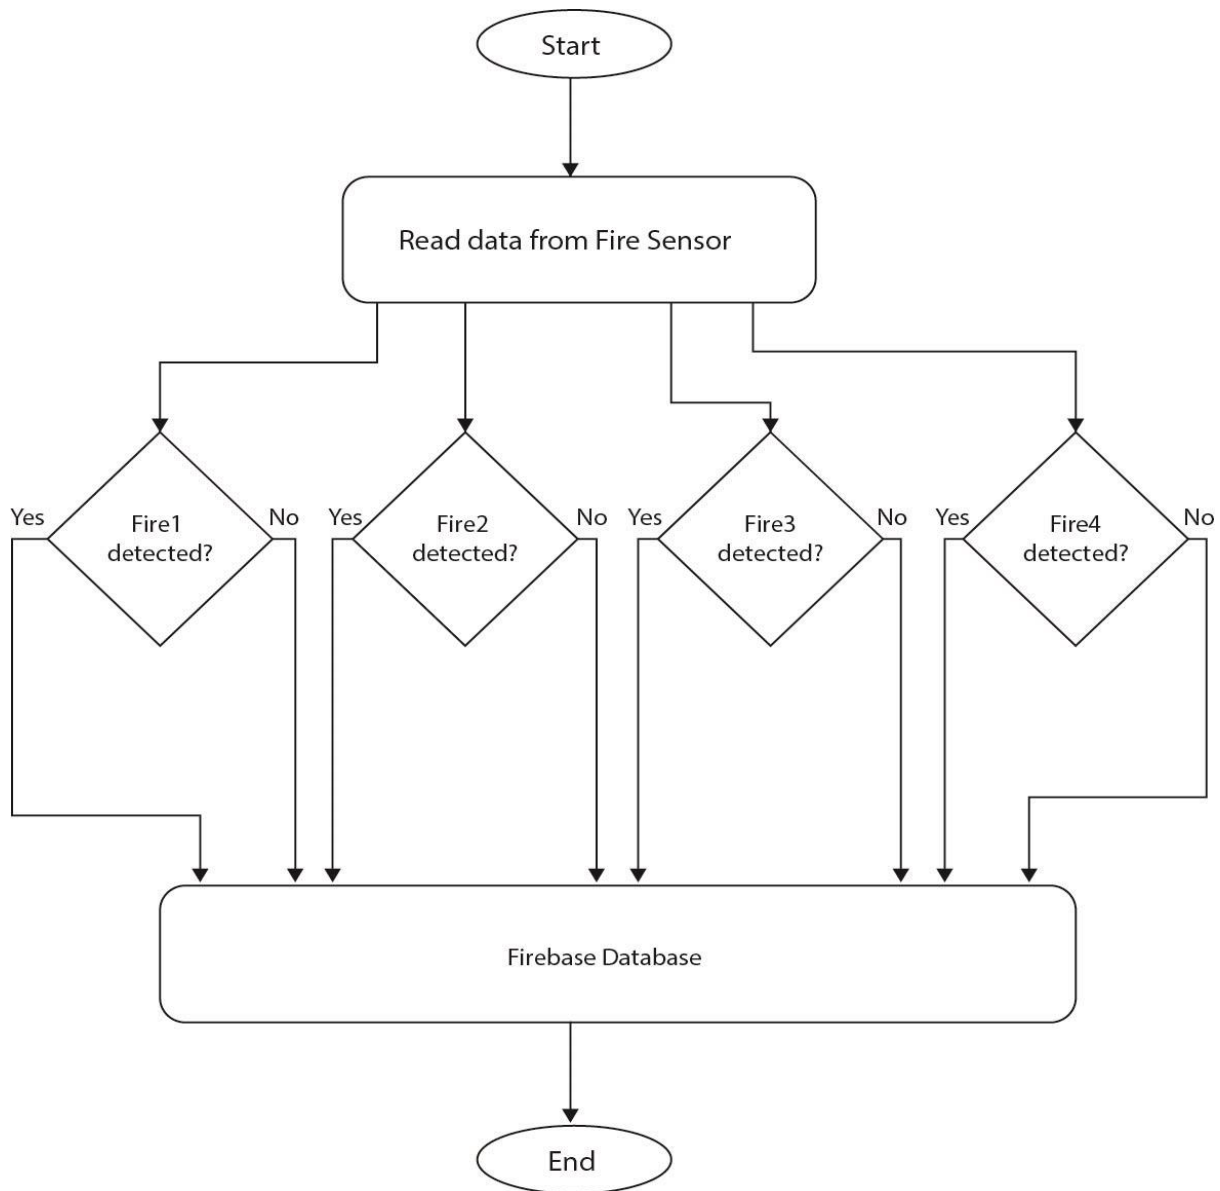 Start
Read data from Fire Sensor
Yes
Fire1
detected?
No
Yes
Fire2
detected?
No
Yes
Fire3
detected?
No
Yes
Fire4
detected?
No
Firebase Database
End